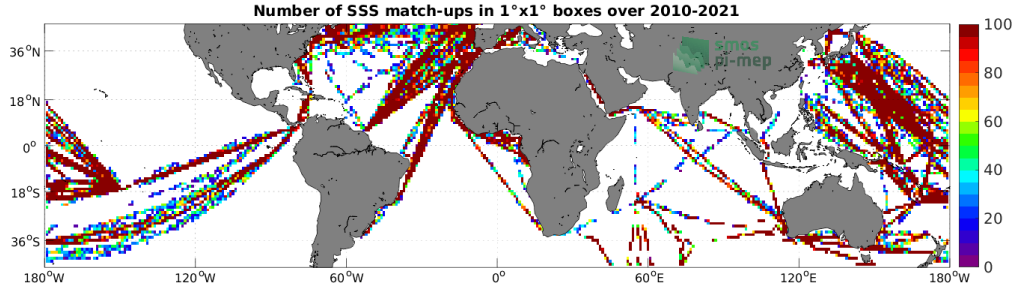 Number of SSS match-ups in 1°x1° boxes over 2010-2021
smos
pi-mep
36°N
18°N
0°
18°S
36°S
180°W
120°W
60°W
0°
60°E
120°E
180°W
100
80
60
40
20
0